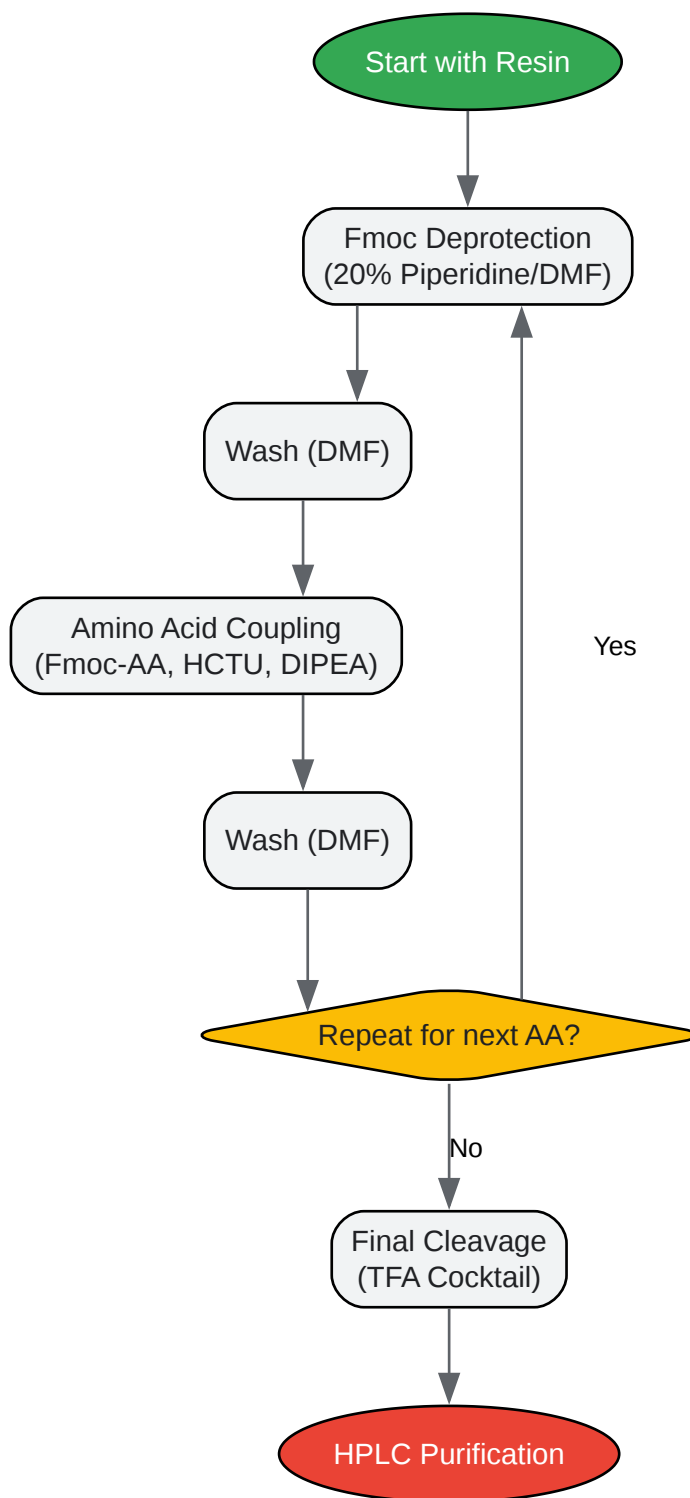 Start with Resin
Fmoc Deprotection
(20% Piperidine/DMF)
Wash (DMF)
Amino Acid Coupling
(Fmoc-AA, HCTU, DIPEA)
Yes
Wash (DMF)
Repeat for next AA?
No
Final Cleavage
(TFA Cocktail)
HPLC Purification